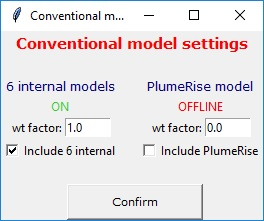 Conventional m...
Conventional model settings
6 internal models PlumeRise model
ON OFFLINE
wt factor: 1.0 wt factor: 0.0
Include 6 internal Include PlumeRise
Confirm